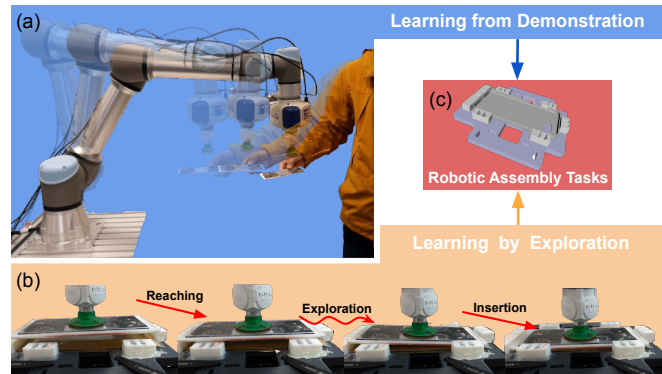 (a)
Learning from Demonstration
(c)
Robotic Assembly Tasks
Learning by Exploration
(b)
Reaching
Exploration
Insertion